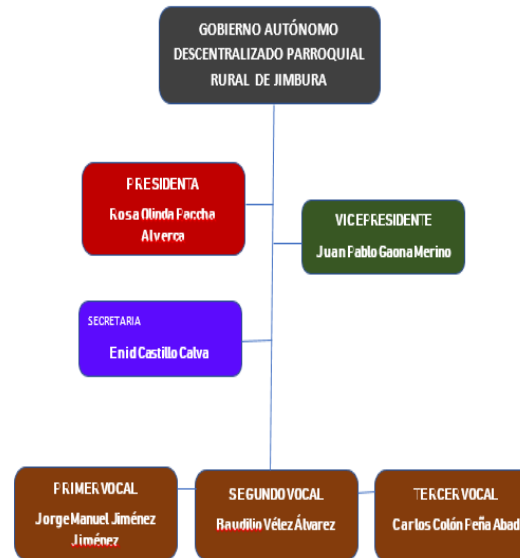 GOBIERNO AUTÓNOMO
DESCENTRALIZADO PARROQUIAL
RURAL DE JIMBURA
PRESIDENTA
Rosa Olinda Paccha
Alverca
VICEPRESIDENTE
Juan Pablo Gaona Merino
SECRETARIA
Enid Castillo Calva
PRIMER VOCAL
Jorge Manuel Jiménez
Jiménez
SEGUNDO VOCAL
Baudilio Vélez Álvarez
TERCER VOCAL
Carlos Colón Peña Abad